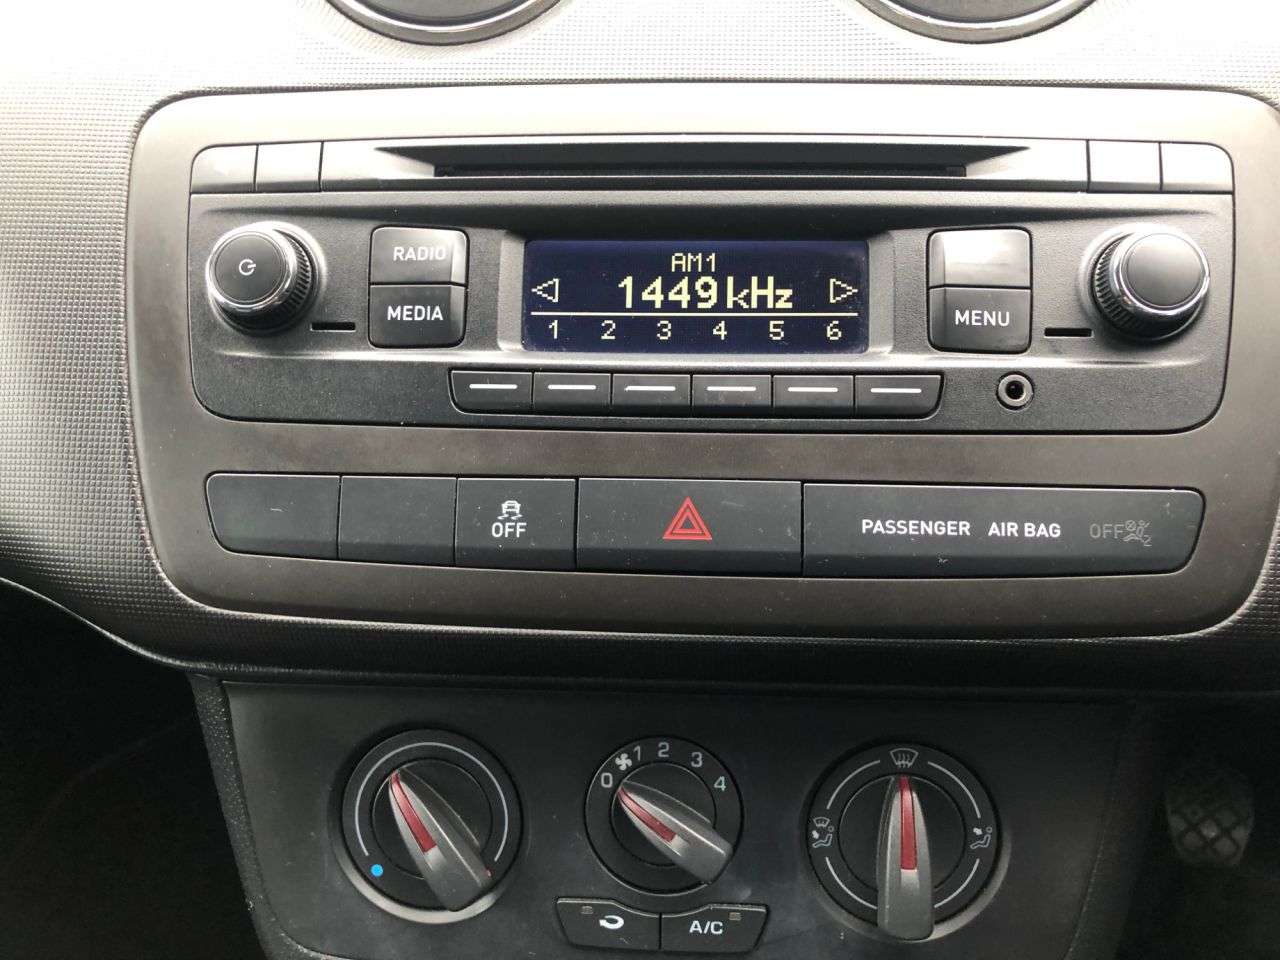 RADIO
MEDIA
AM1
1449 kHz
1 2 3 4 5 6
MENU
OFF
PASSENGER AIR BAG OFF
2
0 1 2 3 4
A/C